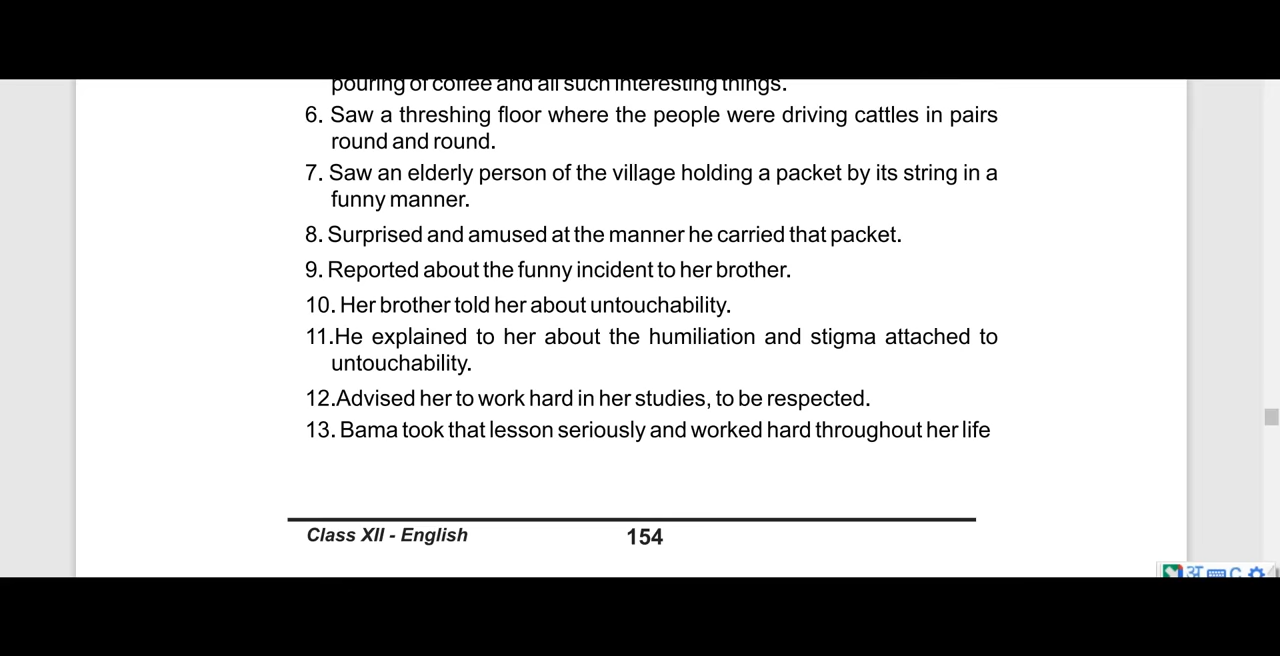 pouring of coffee and all such interesting things.
6. Saw a threshing floor where the people were driving cattles in pairs
round and round.
7. Saw an elderly person of the village holding a packet by its string in a
funny manner.
8. Surprised and amused at the manner he carried that packet.
9. Reported about the funny incident to her brother.
10. Her brother told her about untouchability.
11.He explained to her about the humiliation and stigma attached to
untouchability.
12.Advised her to work hard in her studies, to be respected.
13. Bama took that lesson seriously and worked hard throughout her life
Class XII - English 154
अ